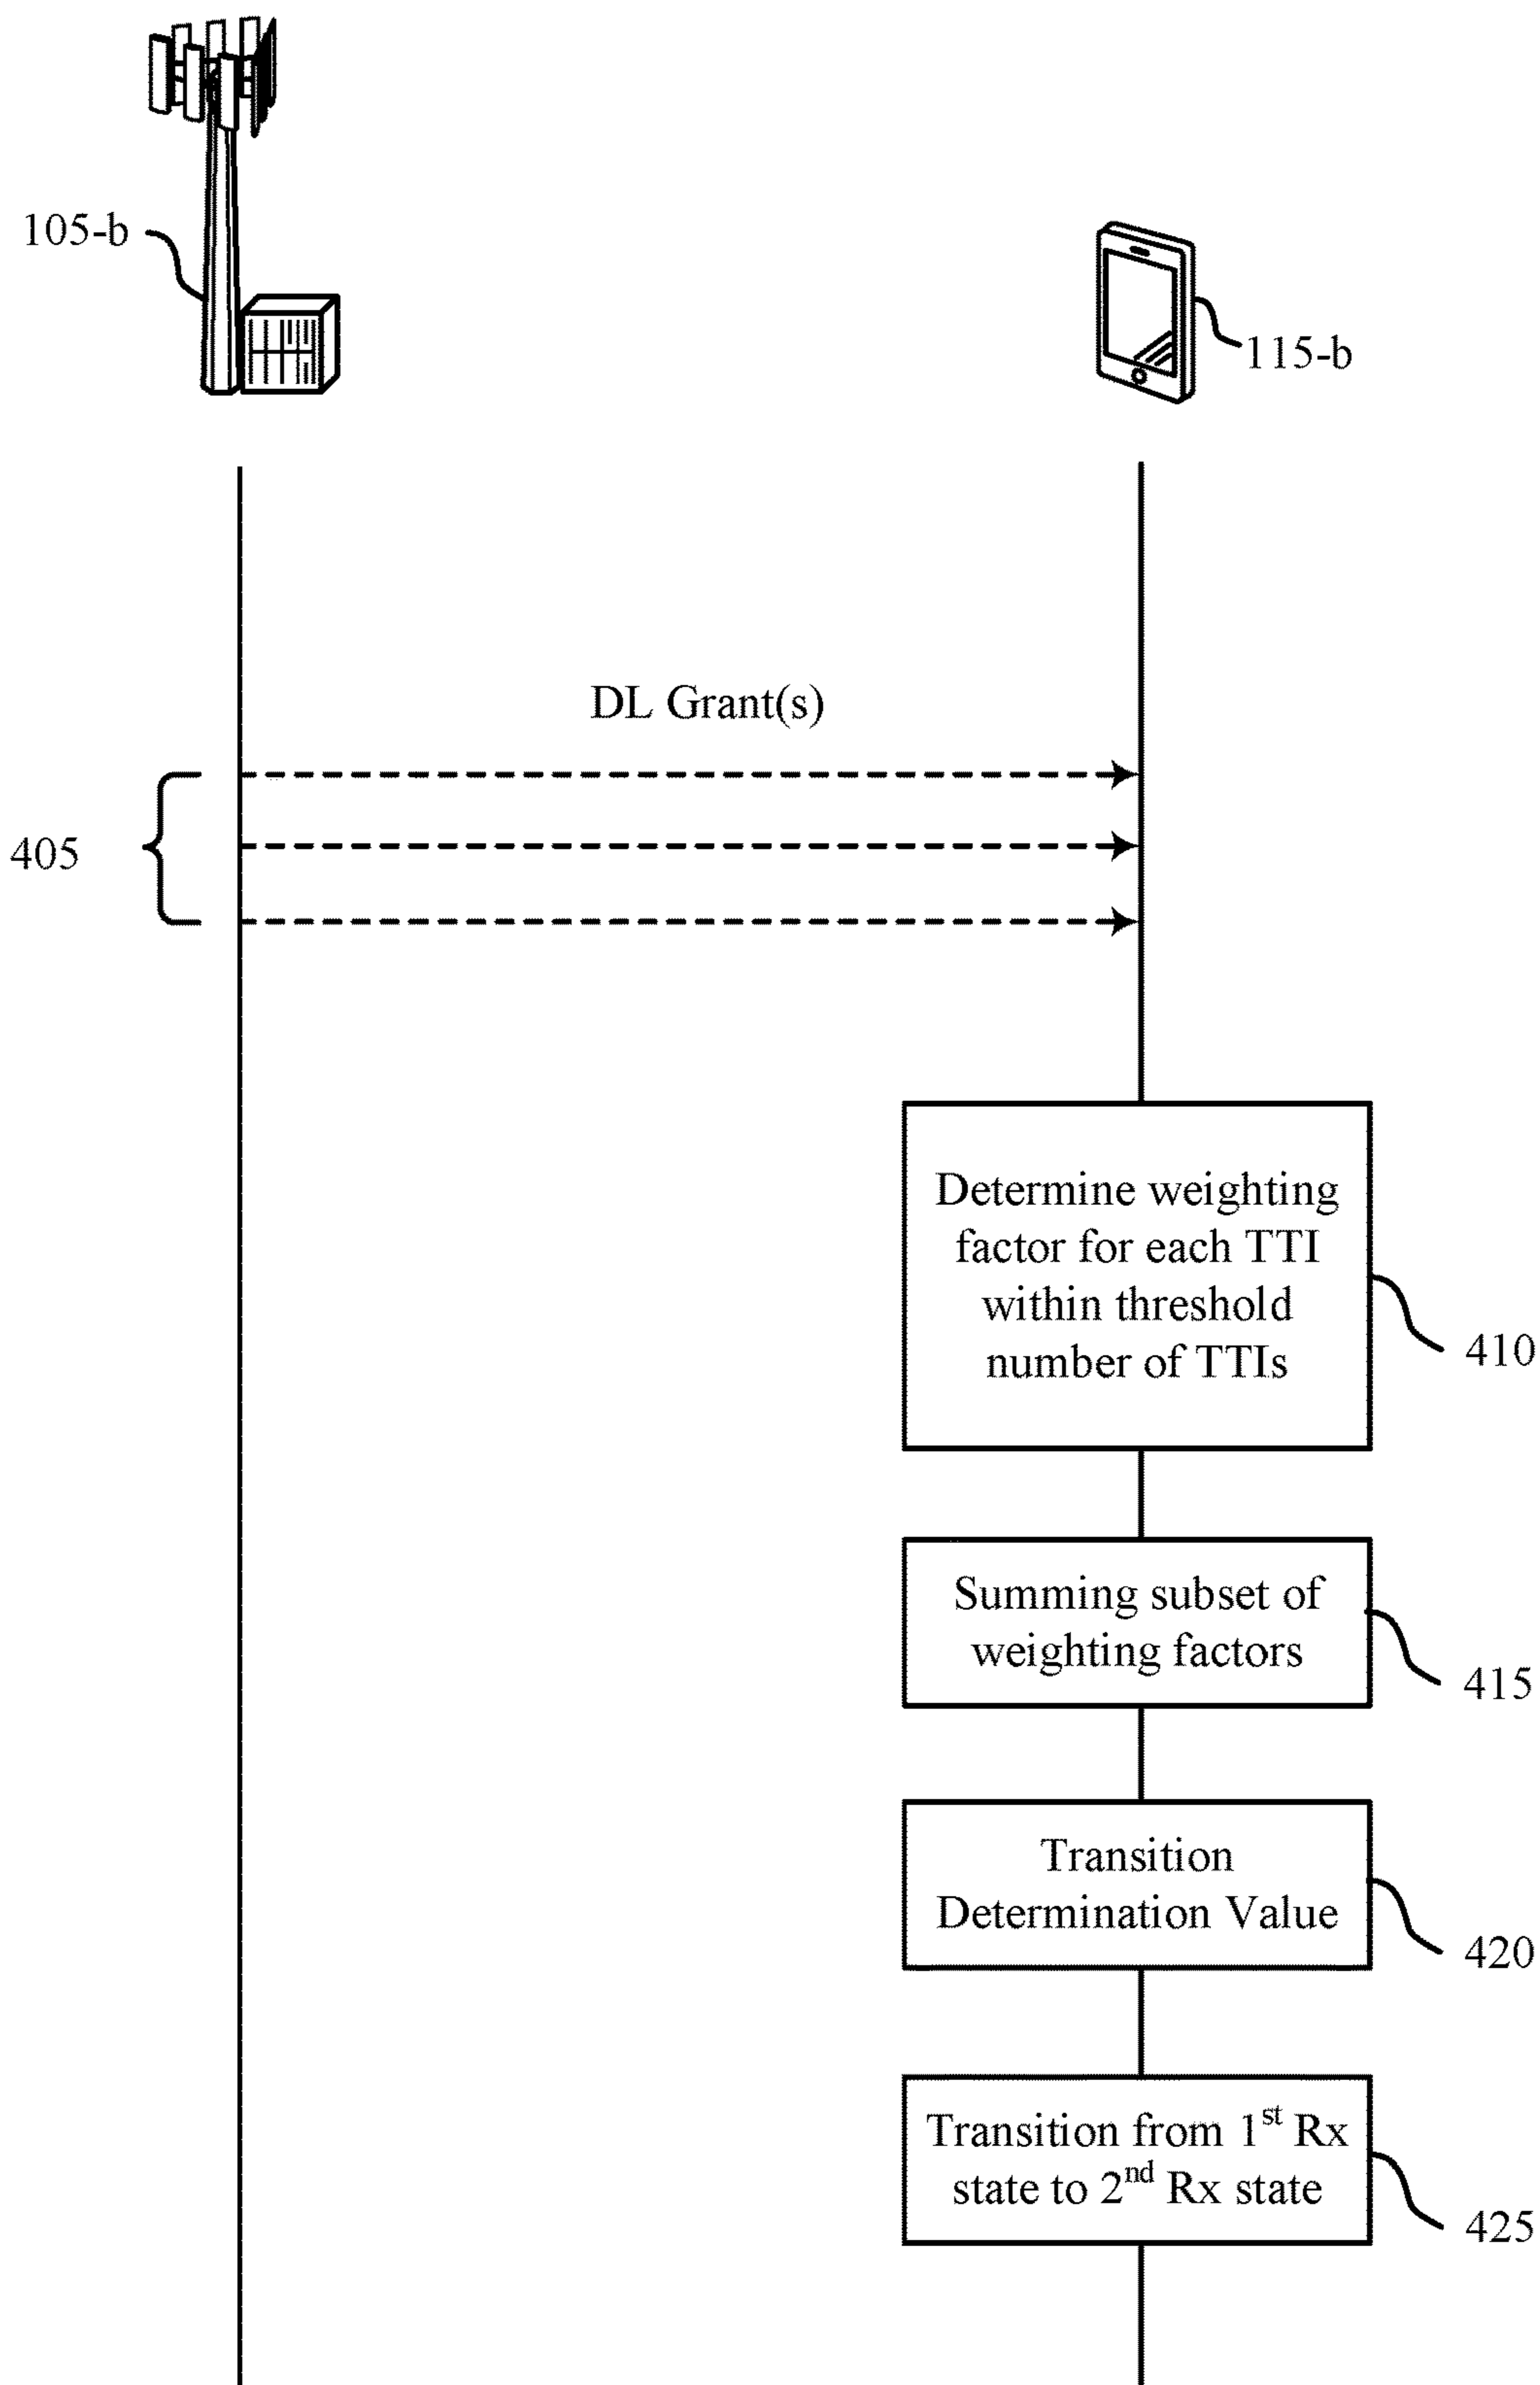 105-b
115-b
DL Grant(s)
405
Determine weighting
factor for each TTI
within threshold
number of TTIs
410
Summing subset of
weighting factors
415
Transition
Determination Value
420
Transition from 1st Rx
state to 2nd Rx state
425